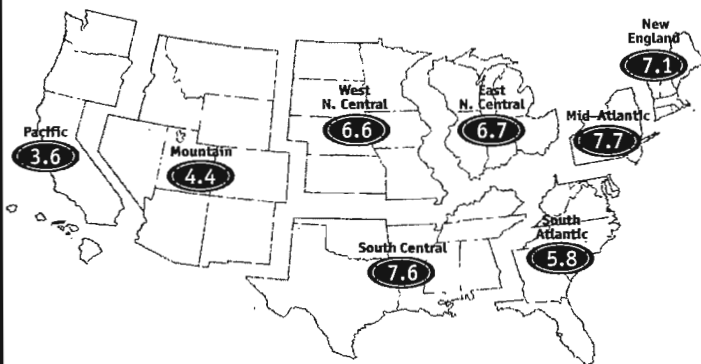 New
England
7.1
West
N. Central
6.6
East
N. Central
6.7
Mid-Atlantic
7.7
Pacific
3.6
Mountain
4.4
South
Atlantic
5.8
South Central
7.6